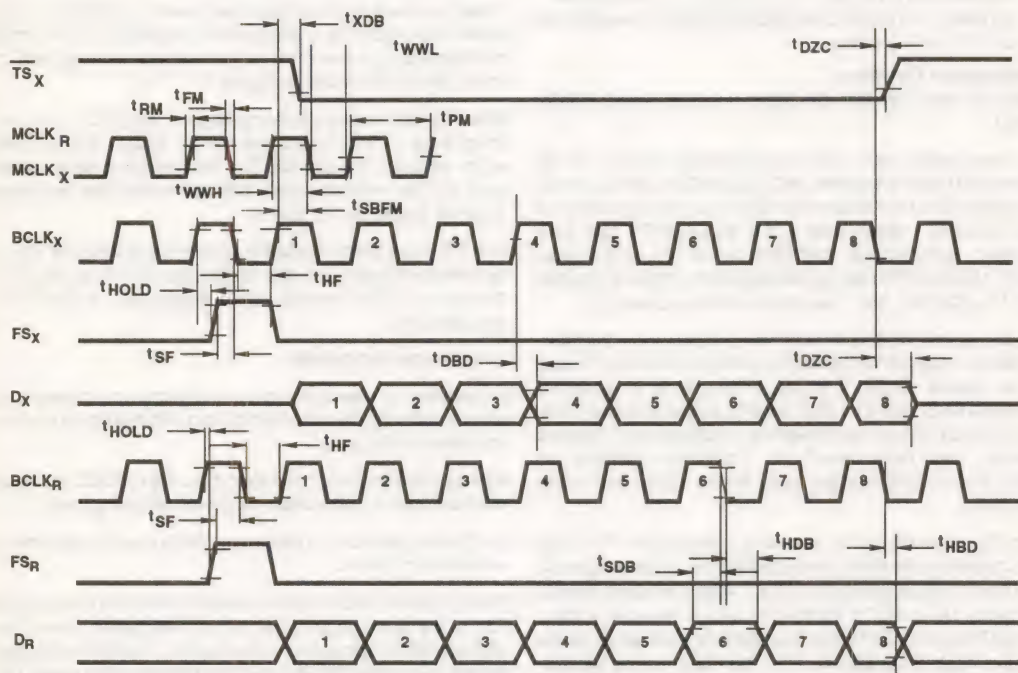 tXDB
tWWL
tDZC
TSX
tRM
tFM
tPM
MCLKR
MCLKX
tWWH
tSBFM
BCLKX
1 2 3 4 5 6 7 8
tHOLD
tHF
FSX
tSF
tDBD
tDZC
DX
1 2 3 4 5 6 7 8
tHOLD
tHF
BCLKR
1 2 3 4 5 6 7 8
tSF
FSR
tSDB
tHDB
tHBD
DR
1 2 3 4 5 6 7 8